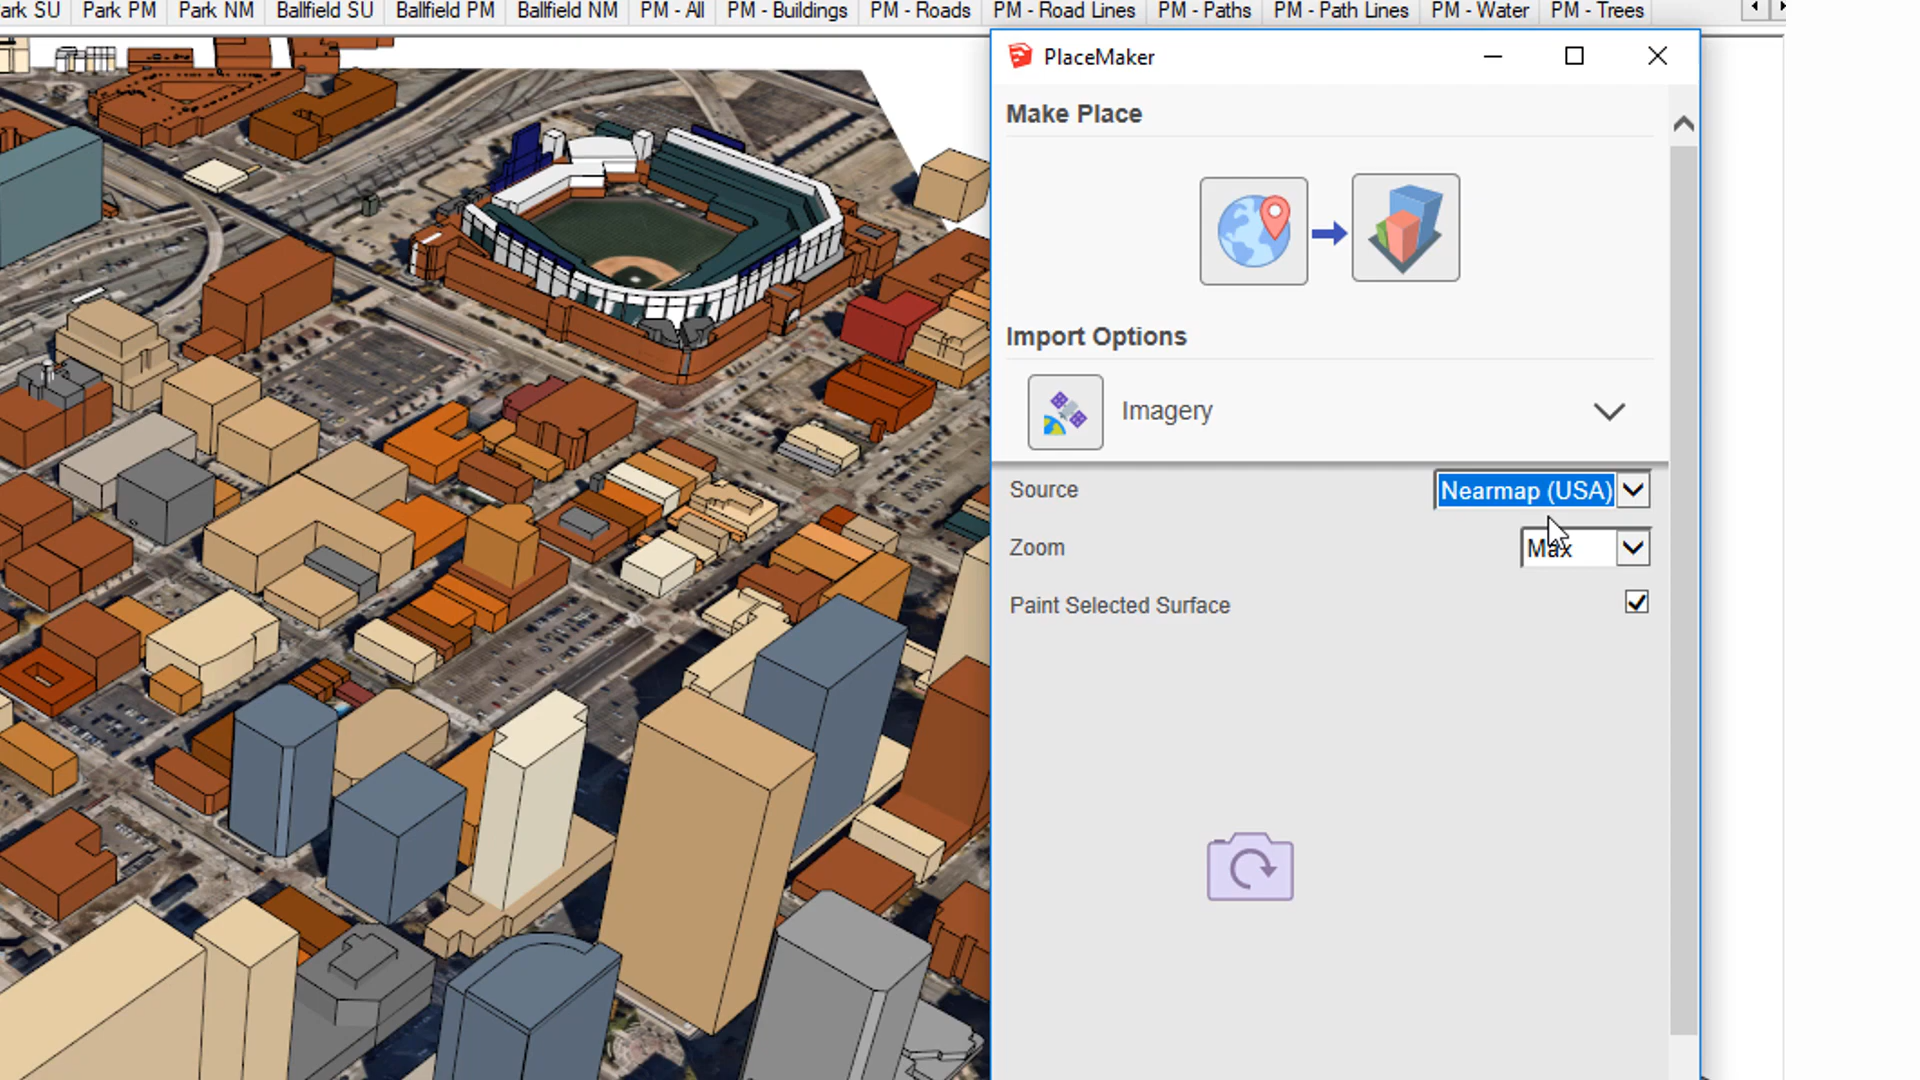 ark SU Park PM Park NM Ballfield SU Ballfield PM Ballfield NM PM - All PM - Buildings PM - Roads PM - Road Lines PM - Paths PM - Path Lines PM - Water PM - Trees
PlaceMaker
Make Place
Import Options
Imagery
Source Nearmap (USA)
Zoom Max
Paint Selected Surface